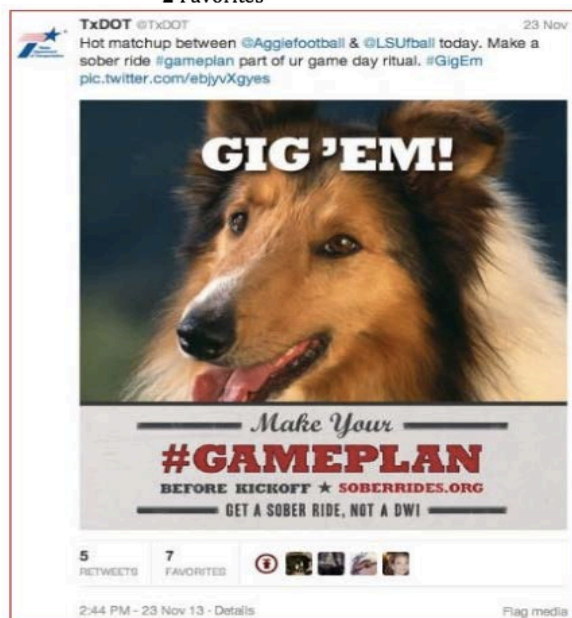 2 Favorites
TxDOT @TxDOT 23 Nov
Hot matchup between @Aggiefootball & @LSUfball today. Make a
sober ride #gameplan part of ur game day ritual. #GigEm
pic.twitter.com/ebjyvXgyes
GIG 'EM!
Make Your
#GAMEPLAN
BEFORE KICKOFF ★ SOBERRIDES.ORG
GET A SOBER RIDE, NOT A DWI
5 7
RETWEETS FAVORITES
2:44 PM - 23 Nov 13 · Details Flag media